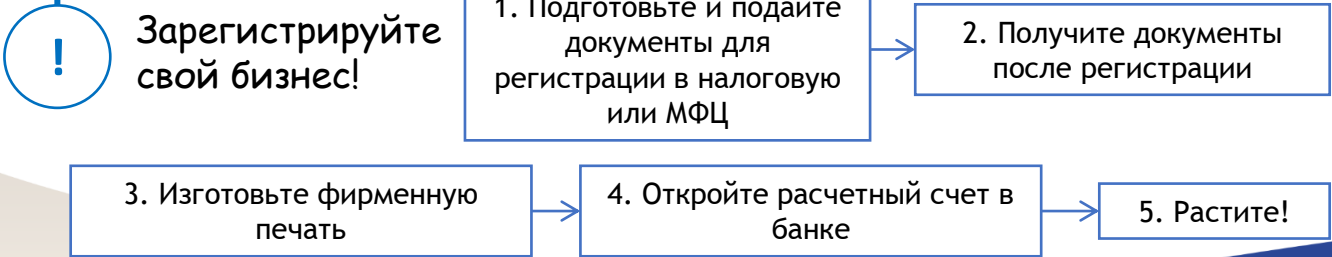 !
Зарегистрируйте
свой бизнес!
1. Подготовьте и подайте
документы для
регистрации в налоговую
или МФЦ
2. Получите документы
после регистрации
3. Изготовьте фирменную
печать
4. Откройте расчетный счет в
банке
5. Растите!